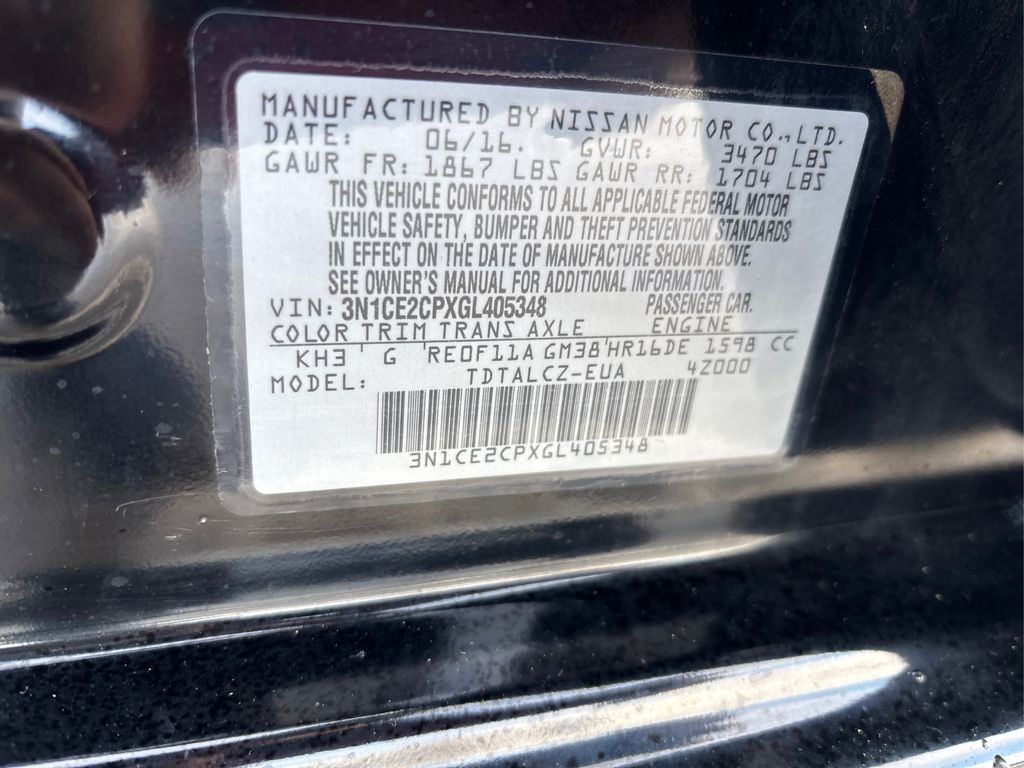 MANUFACTURED BY NISSAN MOTOR CO.,LTD.
DATE: 06/16. GVWR: 3470 LBS
GAWR FR: 1867 LBS GAWR RR: 1704 LBS
THIS VEHICLE CONFORMS TO ALL APPLICABLE FEDERAL MOTOR
VEHICLE SAFETY, BUMPER AND THEFT PREVENTION STANDARDS
IN EFFECT ON THE DATE OF MANUFACTURE SHOWN ABOVE.
SEE OWNER'S MANUAL FOR ADDITIONAL INFORMATION.
VIN: 3N1CE2CPXGL405348 PASSENGER CAR.
COLOR TRIM TRANS AXLE ENGINE
KH3 ' G 'RE0F11A GM38'HR16DE 1598 CC
MODEL: TDTALCZ-EUA 4Z000
3N1CE2CPXGL405348